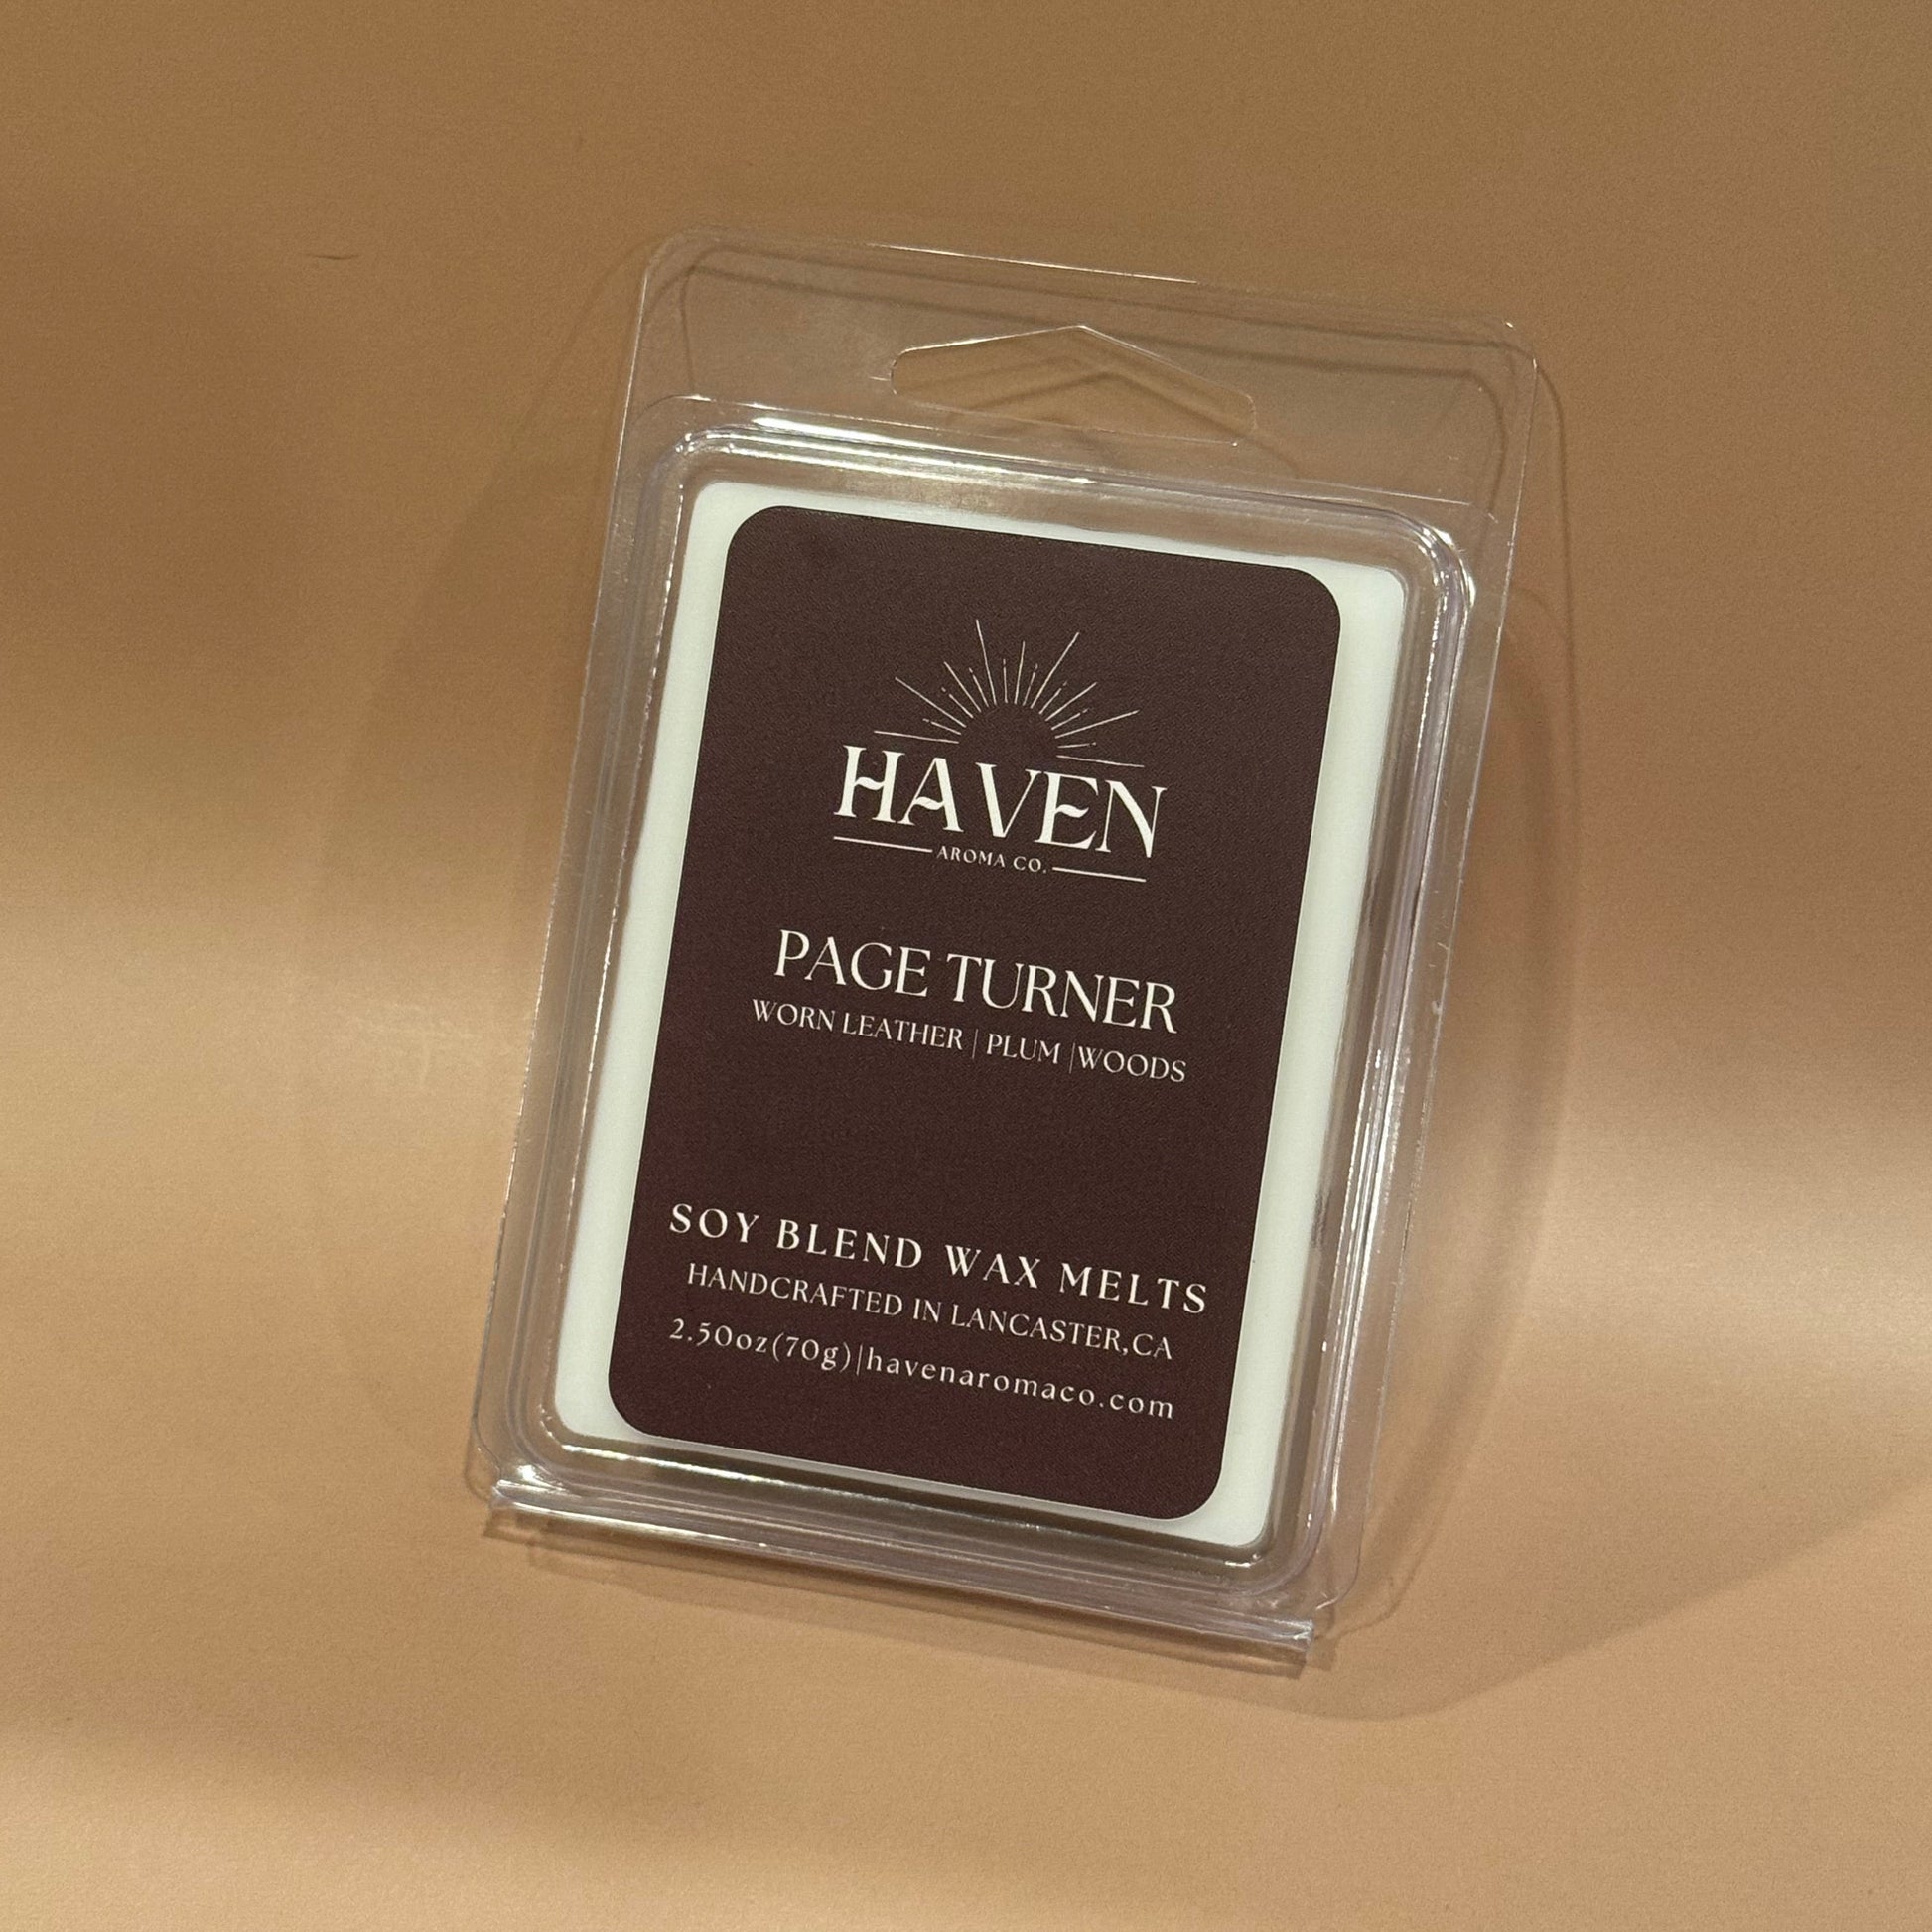 HAVEN
AROMA CO.
PAGE TURNER
WORN LEATHER | PLUM |WOODS
SOY BLEND WAX MELTS
HANDCRAFTED IN LANCASTER,CA
2.50oz(70g)|havenaromaco.com